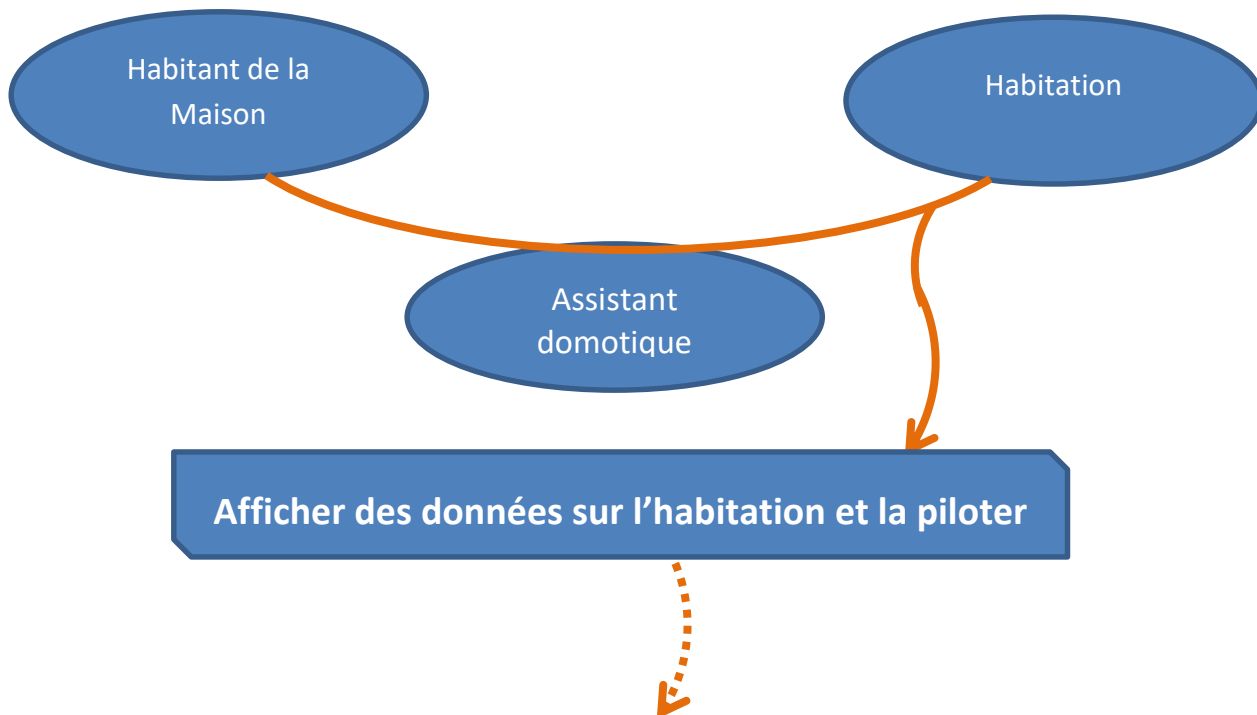 Habitant de la
Maison
Habitation
Assistant
domotique
Afficher des données sur l’habitation et la piloter